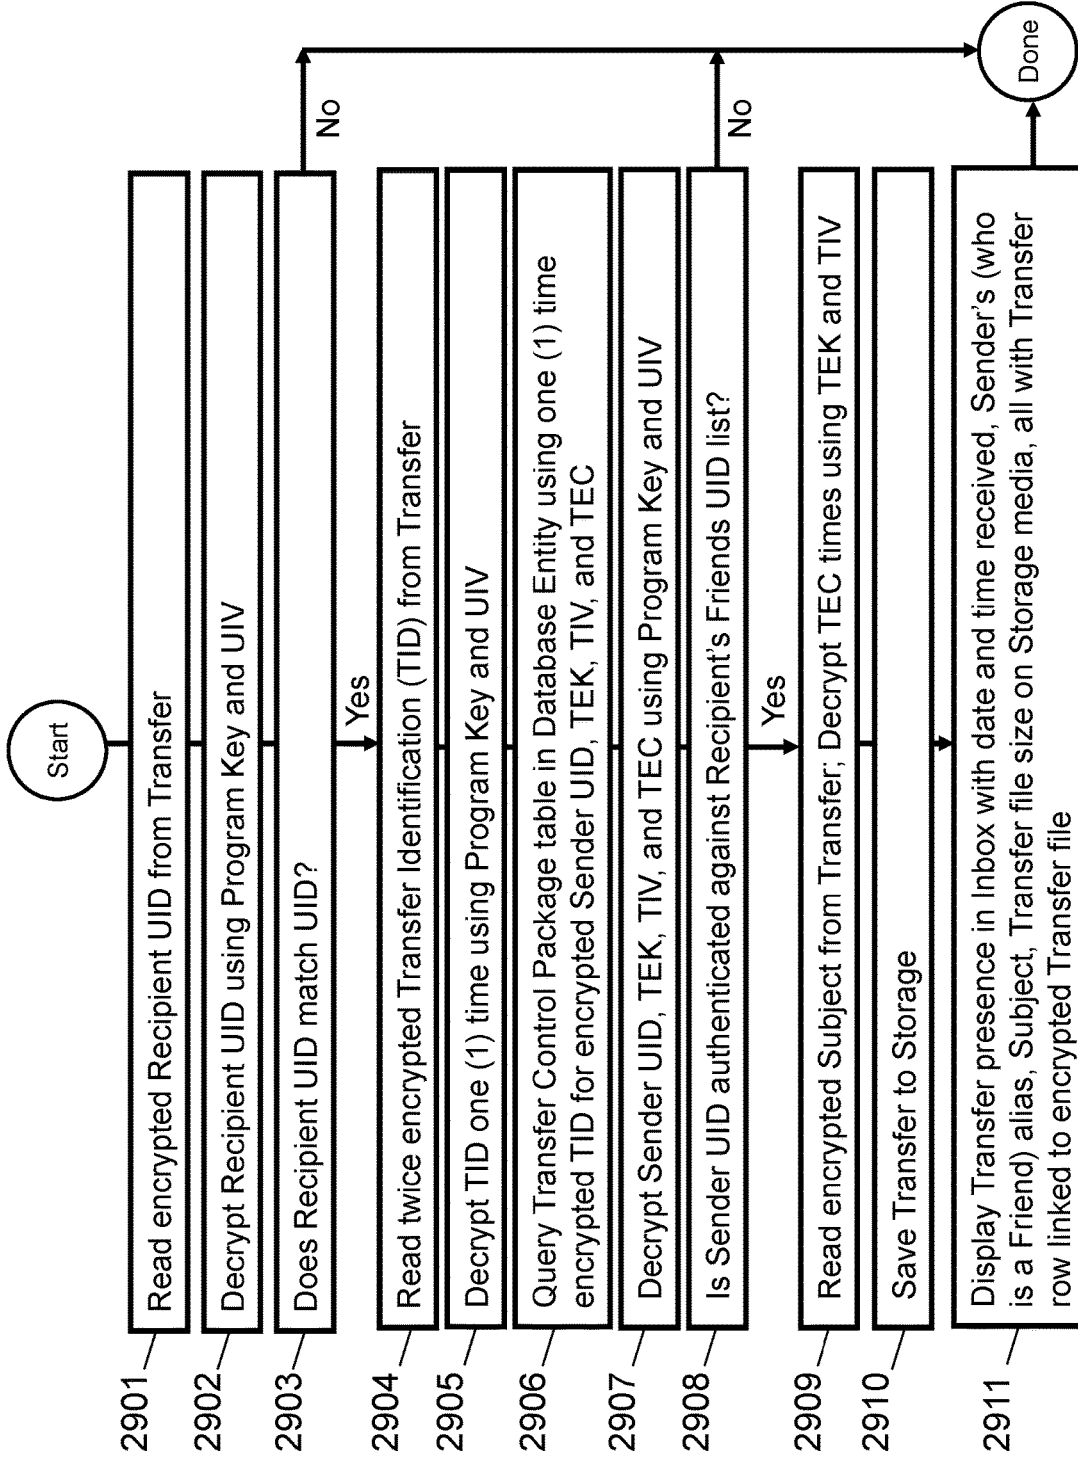 Start
2901
Read encrypted Recipient UID from Transfer
2902
Decrypt Recipient UID using Program Key and UIV
2903
Does Recipient UID match UID?
No
Yes
2904
Read twice encrypted Transfer Identification (TID) from Transfer
2905
Decrypt TID one (1) time using Program Key and UIV
2906
Query Transfer Control Package table in Database Entity using one (1) time
encrypted TID for encrypted Sender UID, TEK, TIV, and TEC
2907
Decrypt Sender UID, TEK, TIV, and TEC using Program Key and UIV
2908
Is Sender UID authenticated against Recipient's Friends UID list?
No
Yes
2909
Read encrypted Subject from Transfer; Decrypt TEC times using TEK and TIV
2910
Save Transfer to Storage
2911
Display Transfer presence in Inbox with date and time received, Sender's (who
is a Friend) alias, Subject, Transfer file size on Storage media, all with Transfer
row linked to encrypted Transfer file
Done